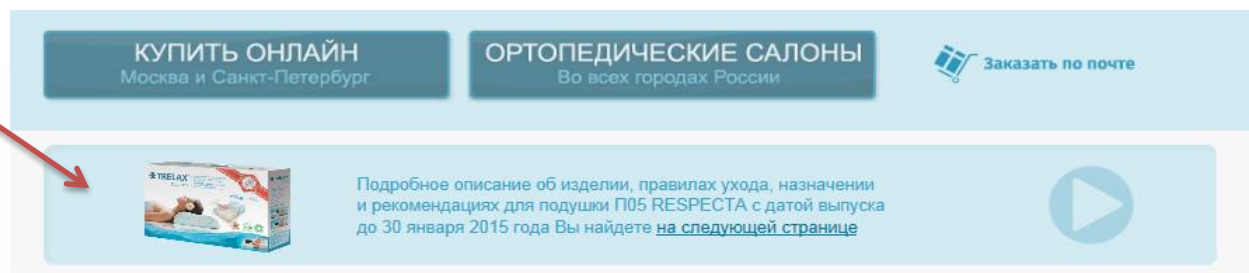 КУПИТЬ ОНЛАЙН
Москва и Санкт-Петербург
ОРТОПЕДИЧЕСКИЕ САЛОНЫ
Во всех городах России
Заказать по почте
TRELAX
Подробное описание об изделии, правилах ухода, назначении
и рекомендациях для подушки П05 RESPECTA с датой выпуска
до 30 января 2015 года Вы найдете на следующей странице